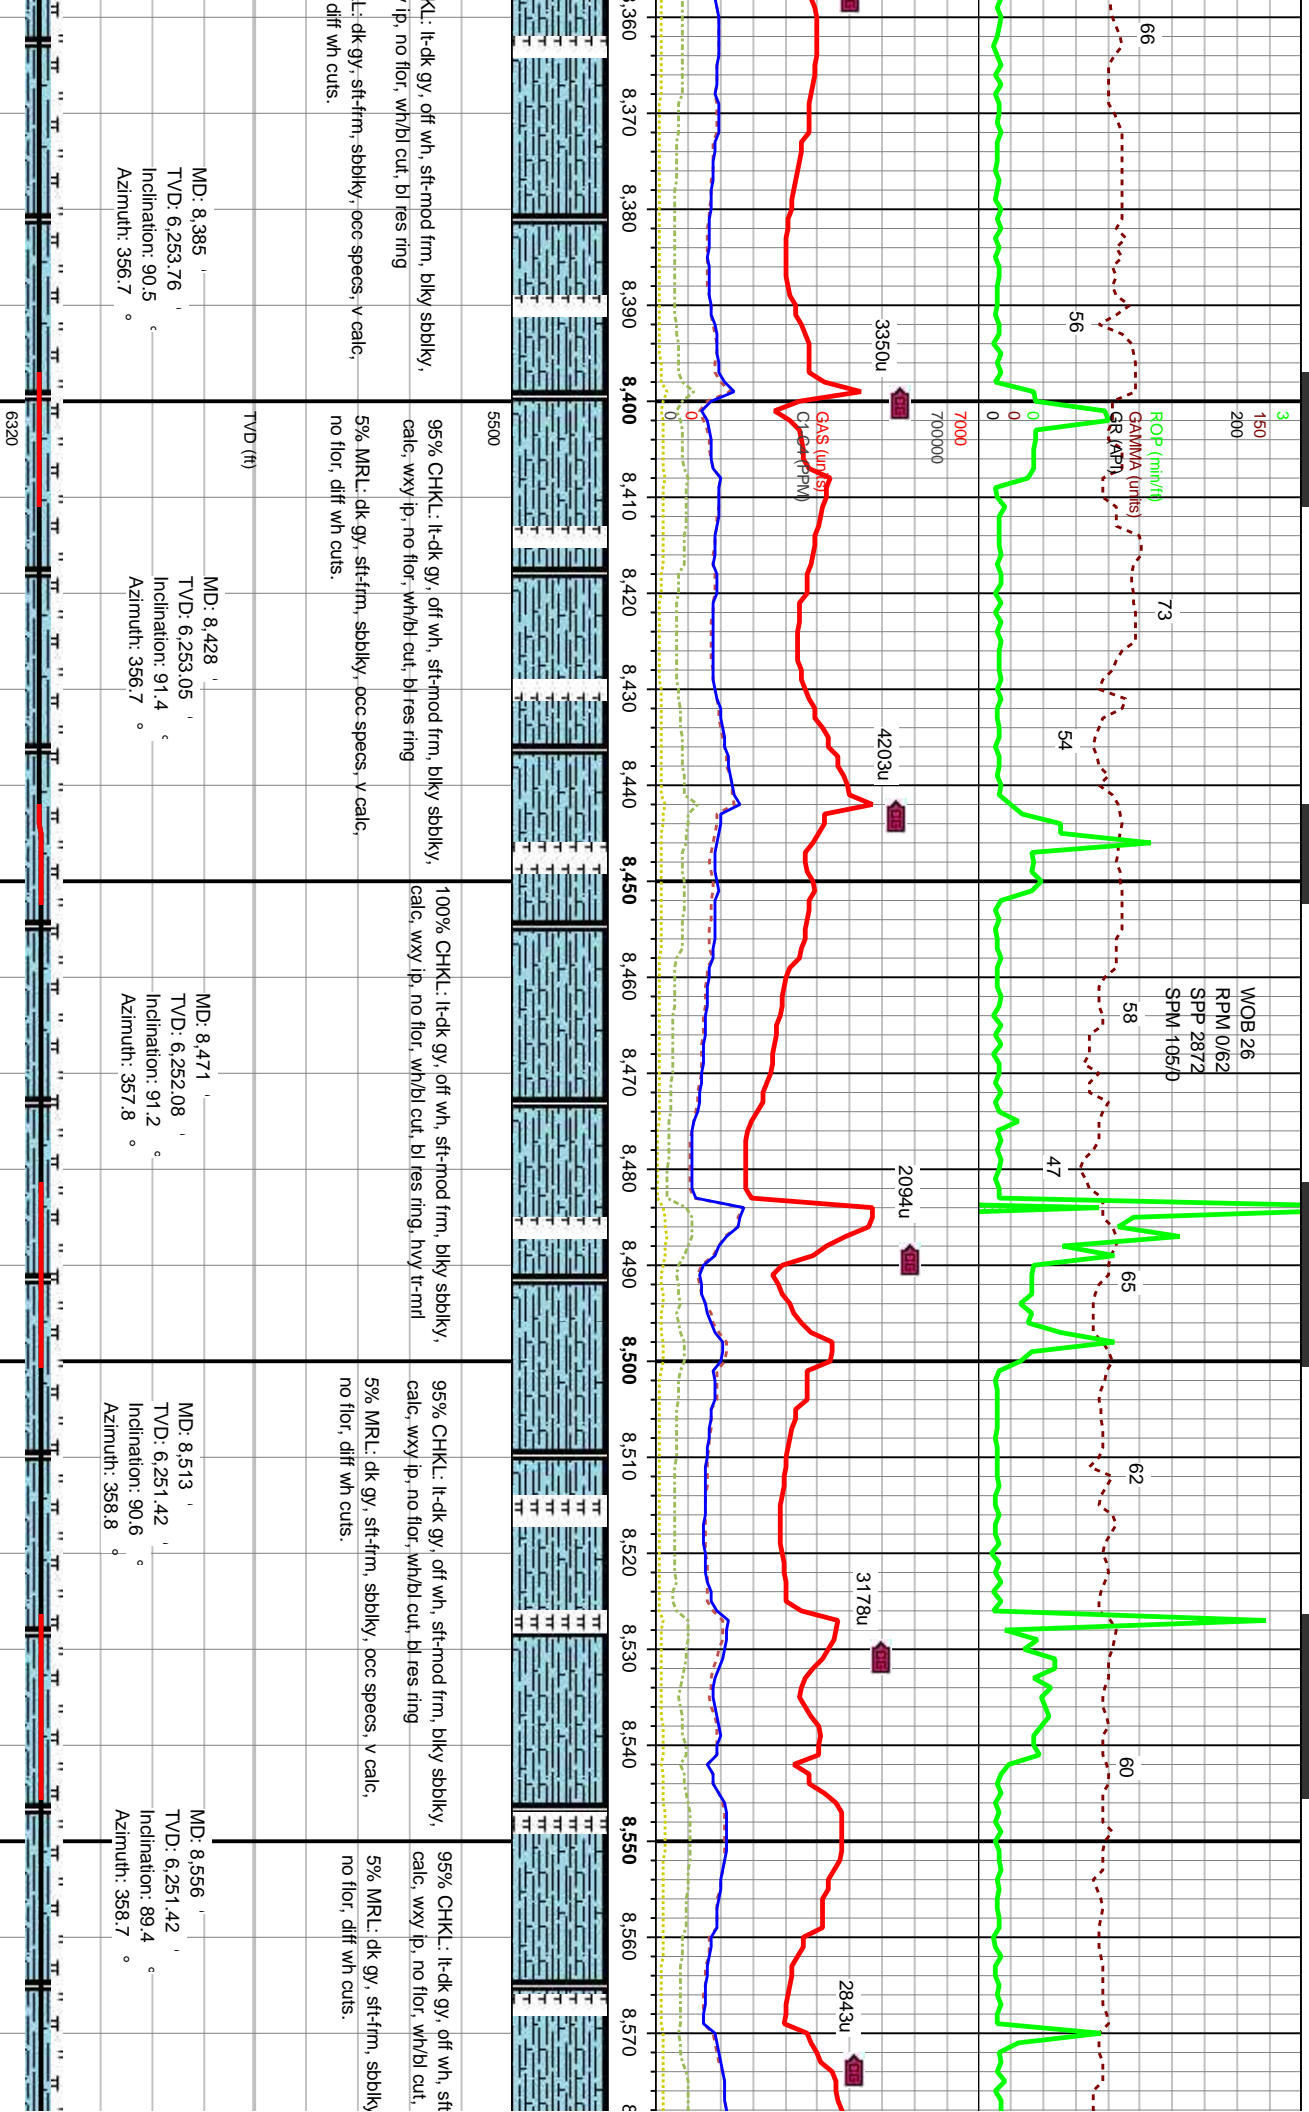 ROP (min/ft)
GAMMA (units)
GR (API)
3
150
200
0
0
0
66
56
73
54
58
47
65
62
60
WOB 26
RPM 0/62
SPP 2872
SPM 105/0
7000
70000
GAS (units)
C1 C4 (PPM)
0
0
3350u
4203u
2094u
3178u
2843u
8,360
8,370
8,380
8,390
8,400
8,410
8,420
8,430
8,440
8,450
8,460
8,470
8,480
8,490
8,500
8,510
8,520
8,530
8,540
8,550
8,560
8,570
KL: lt-dk gy, off wh, sft-mod frm, blky sbblky,
ip, no flor, wh/bl cut, bl res ring
L: dk gy, sft-frm, sbblky, occ specs, v calc,
diff wh cuts.
95% CHKL: lt-dk gy, off wh, sft-mod frm, blky sbblky,
calc, wxy ip, no flor, wh/bl cut, bl res ring
5% MRL: dk gy, sft-frm, sbblky, occ specs, v calc,
no flor, diff wh cuts.
100% CHKL: lt-dk gy, off wh, sft-mod frm, blky sbblky,
calc, wxy ip, no flor, wh/bl cut, bl res ring, hvy tr-mrl
95% CHKL: lt-dk gy, off wh, sft-mod frm, blky sbblky,
calc, wxy ip, no flor, wh/bl cut, bl res ring
5% MRL: dk gy, sft-frm, sbblky, occ specs, v calc,
no flor, diff wh cuts.
95% CHKL: lt-dk gy, off wh, sft
calc, wxy ip, no flor, wh/bl cut,
5% MRL: dk gy, sft-frm, sbblky
no flor, diff wh cuts.
5500
TVD (ft)
6320
MD: 8,385 '
TVD: 6,253.76 '
Inclination: 90.5 °
Azimuth: 356.7 °
MD: 8,428 '
TVD: 6,253.05 '
Inclination: 91.4 °
Azimuth: 356.7 °
MD: 8,471 '
TVD: 6,252.08 '
Inclination: 91.2 °
Azimuth: 357.8 °
MD: 8,513 '
TVD: 6,251.42 '
Inclination: 90.6 °
Azimuth: 358.8 °
MD: 8,556 '
TVD: 6,251.42 '
Inclination: 89.4 °
Azimuth: 358.7 °